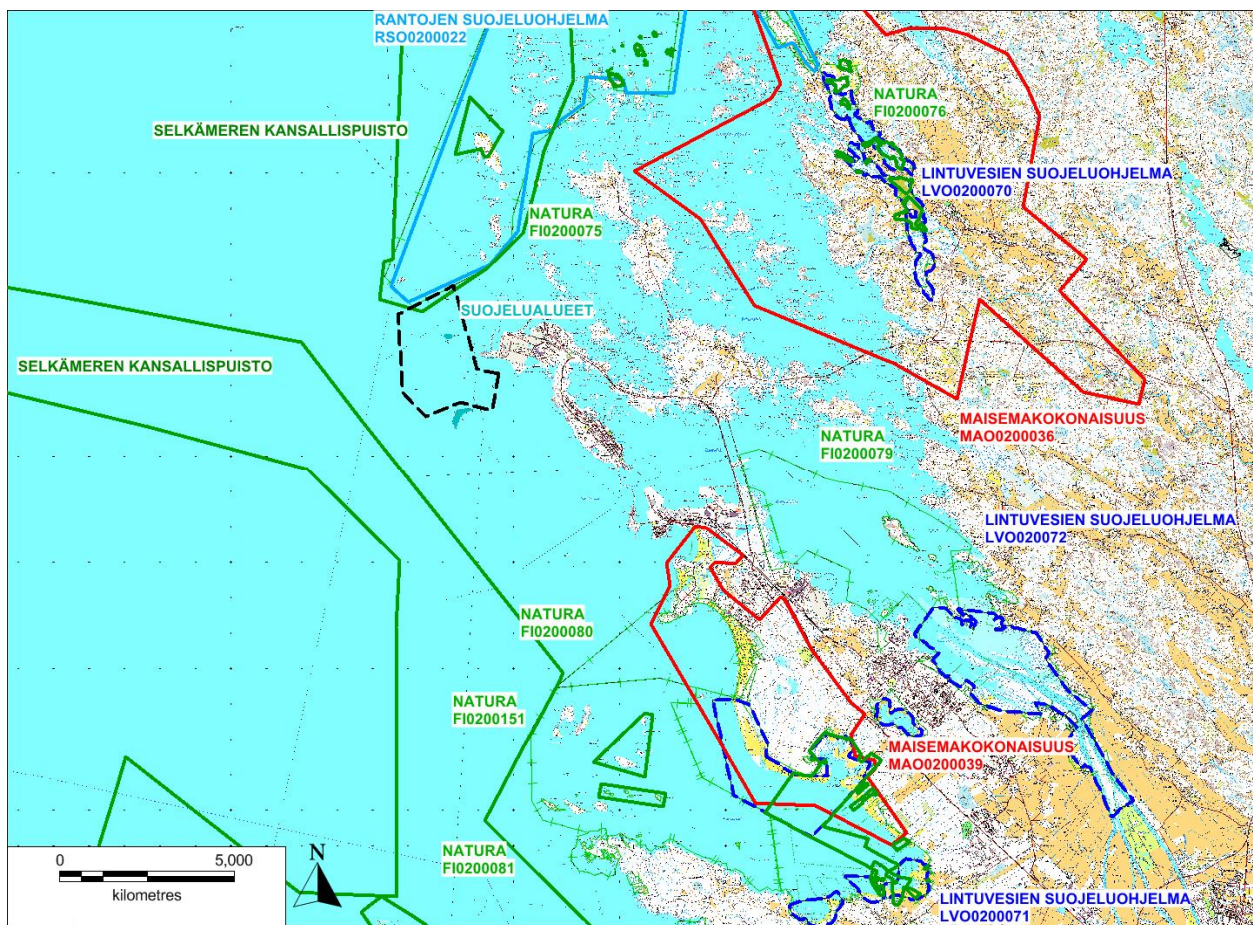 RANTOJEN SUOJELUOHJELMA
RSO0200022
NATURA
FI0200076
SELKÄMEREN KANSALLISPUISTO
LINTUVESIEN SUOJELUOHJELMA
LVO0200070
NATURA
FI0200075
SUOJELUALUEET
SELKÄMEREN KANSALLISPUISTO
MAISEMAKOKONAISUUS
MAO0200036
NATURA
FI0200079
LINTUVESIEN SUOJELUOHJELMA
LVO020072
NATURA
FI0200080
NATURA
FI0200151
MAISEMAKOKONAISUUS
MAO0200039
NATURA
FI0200081
0 5,000
kilometres
N
LINTUVESIEN SUOJELUOHJELMA
LVO0200071